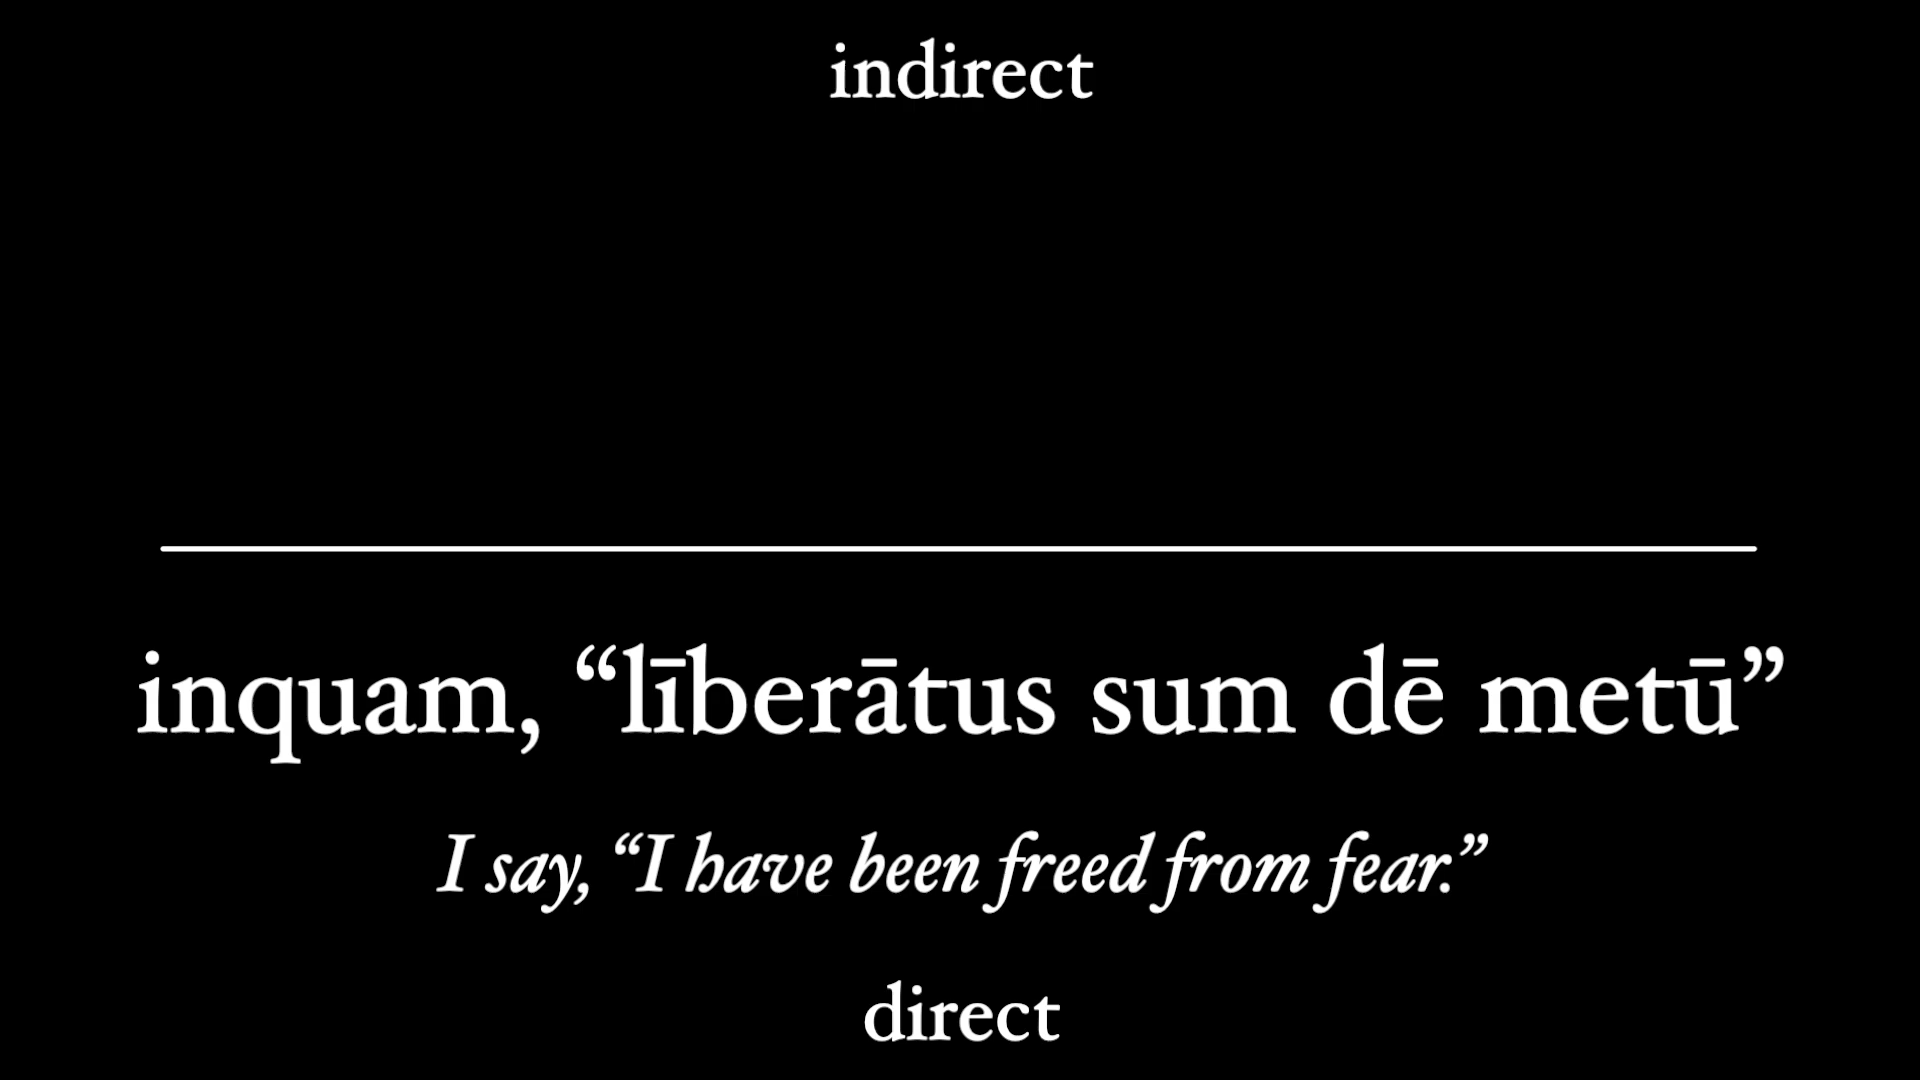 indirect
inquam, “līberātus sum dē metū”
I say, “I have been freed from fear.”
direct